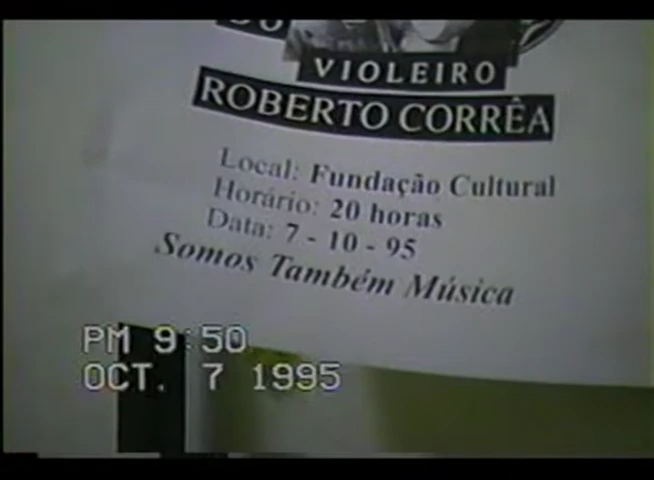 VIOLEIRO
ROBERTO CORRÊA
Local: Fundação Cultural
Horário: 20 horas
Data: 7 - 10 - 95
Somos Também Música
PM 9:50
OCT. 7 1995